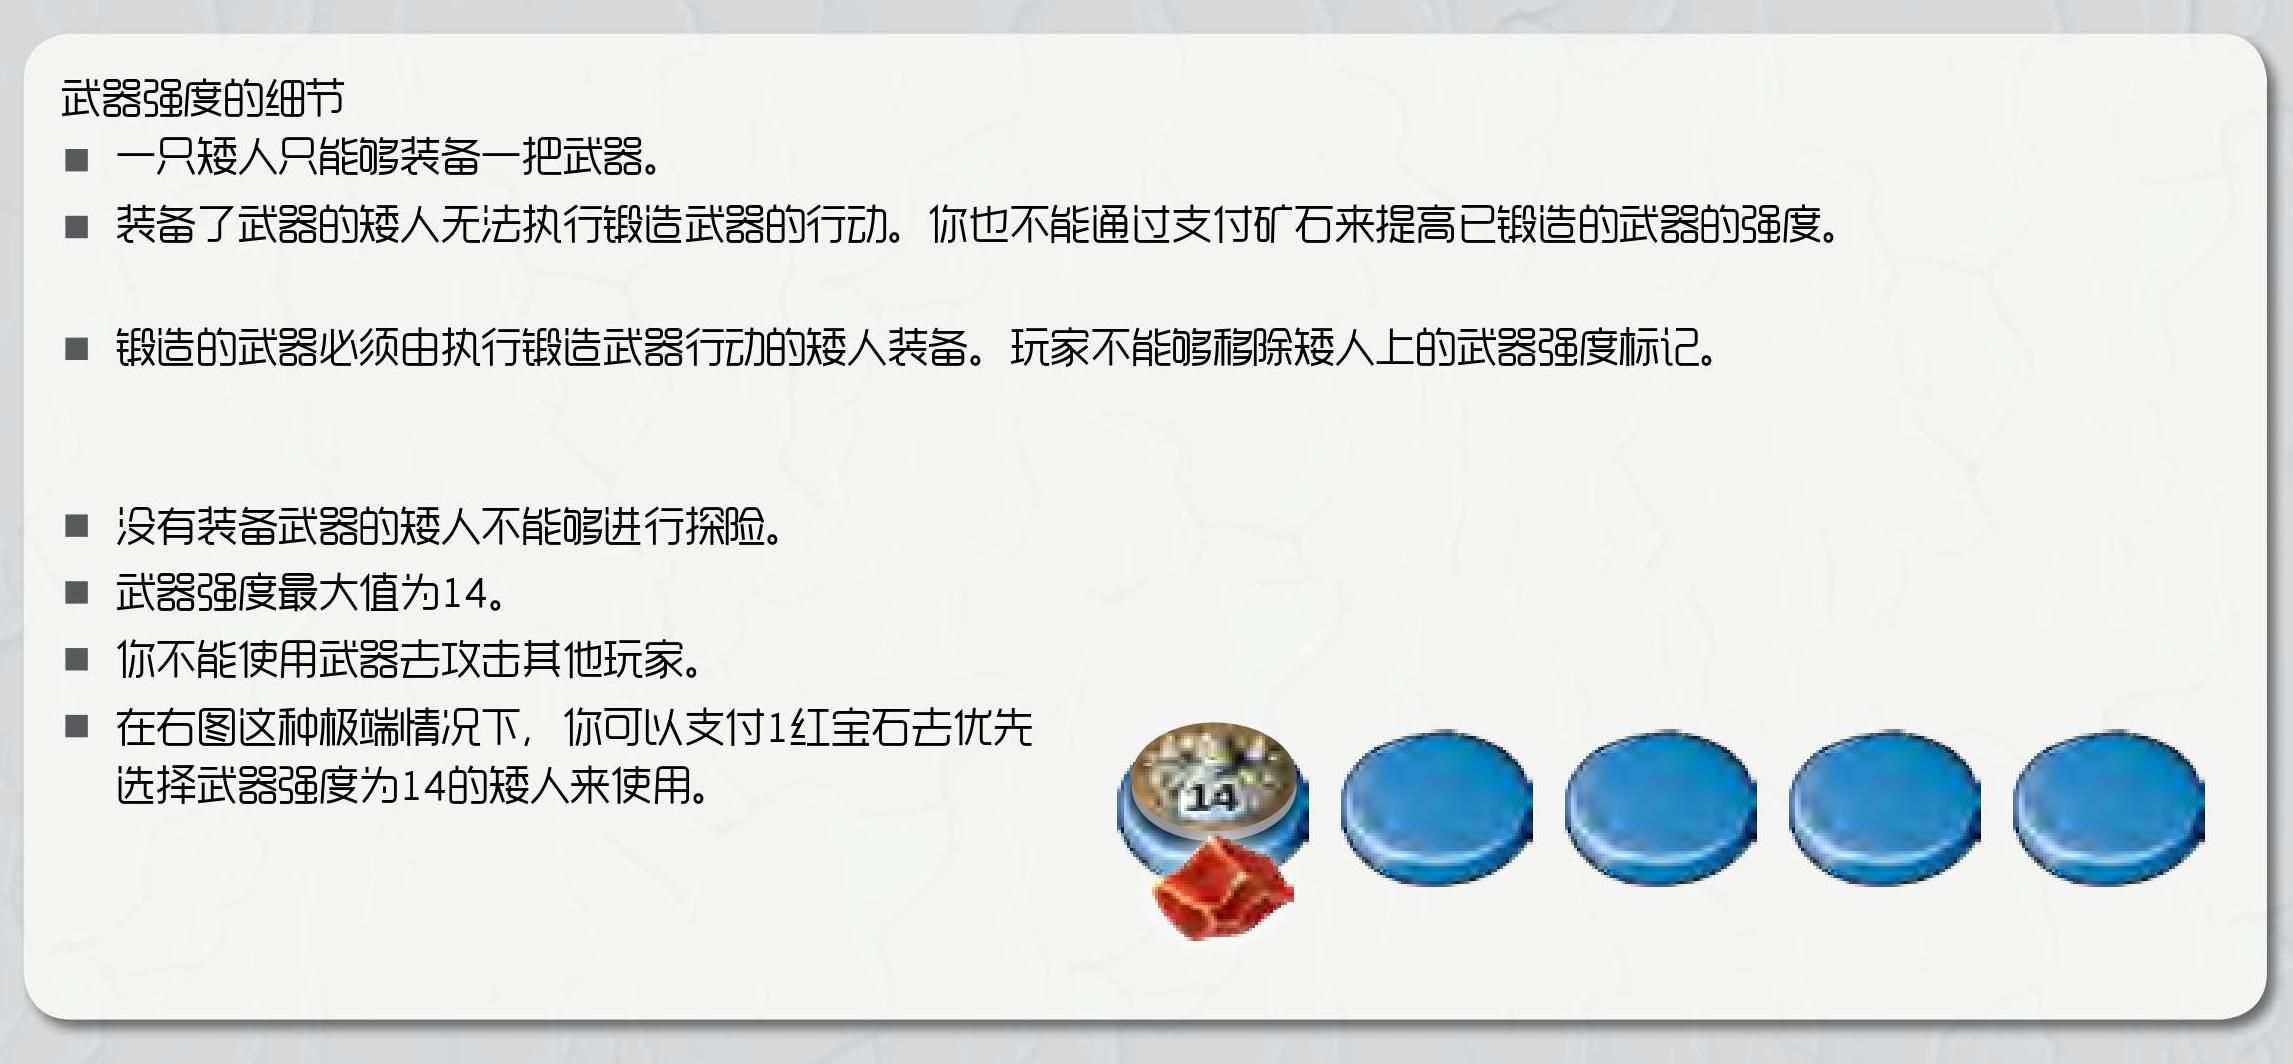 武器强度的细节
■ 一只矮人只能够装备一把武器。
■ 装备了武器的矮人无法执行锻造武器的行动。你也不能通过支付矿石来提高已锻造的武器的强度。
■ 锻造的武器必须由执行锻造武器行动的矮人装备。玩家不能够移除矮人上的武器强度标记。
■ 没有装备武器的矮人不能够进行探险。
■ 武器强度最大值为14。
■ 你不能使用武器去攻击其他玩家。
■ 在右图这种极端情况下，你可以支付1红宝石去优先
选择武器强度为14的矮人来使用。
14